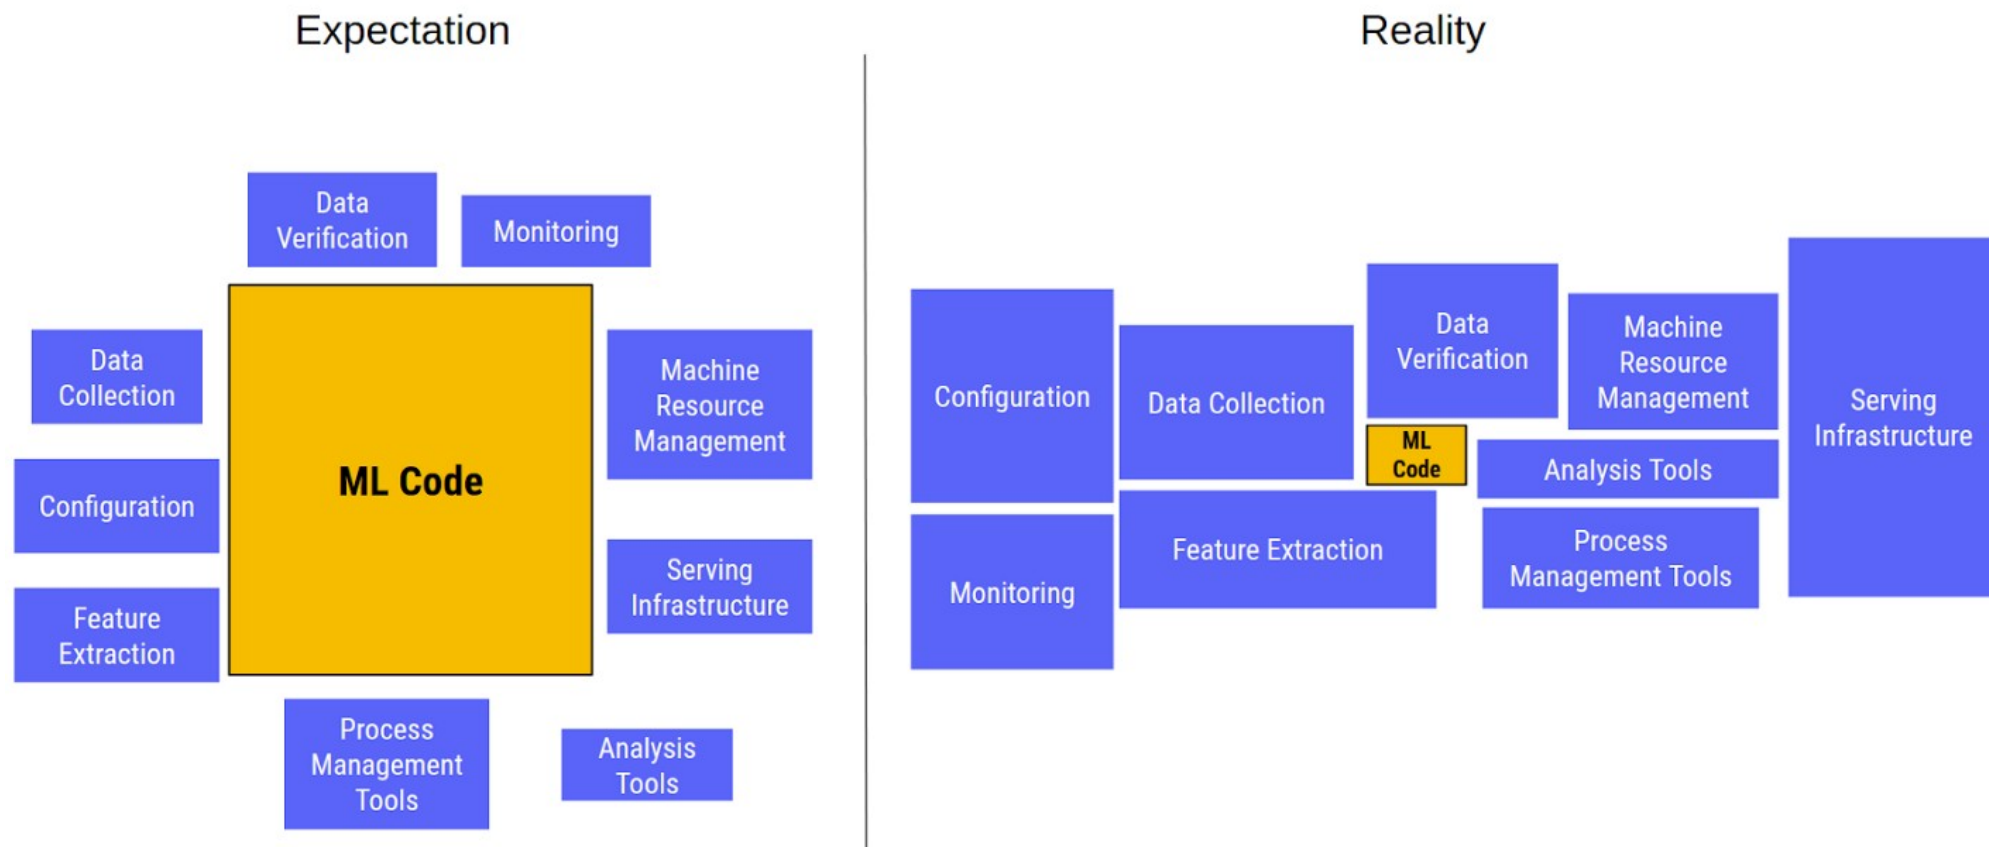 Expectation
Data
Verification
Monitoring
Data
Collection
Configuration
Feature
Extraction
ML Code
Machine
Resource
Management
Serving
Infrastructure
Process
Management
Tools
Analysis
Tools
Reality
Configuration
Monitoring
Data Collection
Feature Extraction
Data
Verification
ML
Code
Machine
Resource
Management
Analysis Tools
Process
Management Tools
Serving
Infrastructure